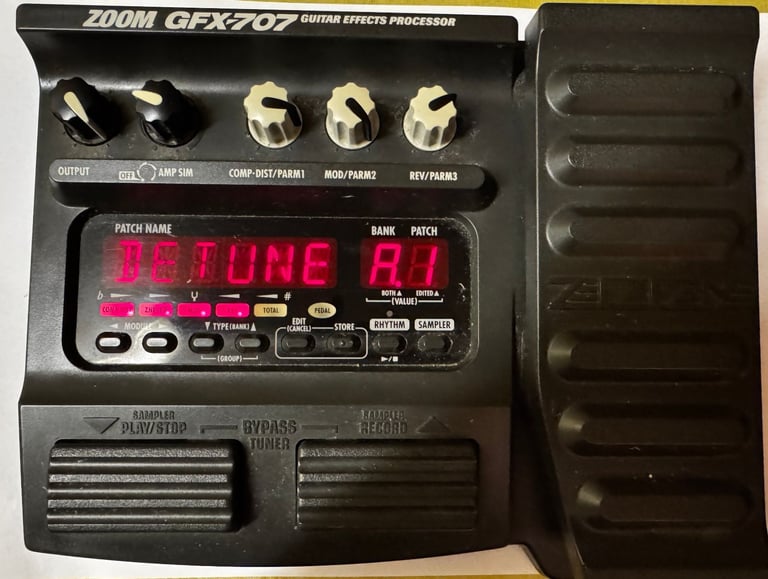 ZOOM GFX-707 GUITAR EFFECTS PROCESSOR
OUTPUT OFF AMP SIM COMP·DIST/PARM1 MOD/PARM2 REV/PARM3
PATCH NAME BANK PATCH
DETUNE A.1
BOTH▲ EDITED▲
[VALUE]
♭ # 
TOTAL PEDAL
◄ MODULE ► ▼ TYPE(BANK) ▲ EDIT (CANCEL) STORE RHYTHM SAMPLER
[GROUP] ►/■
SAMPLER PLAY/STOP
BYPASS
TUNER
SAMPLER RECORD
ZOOM